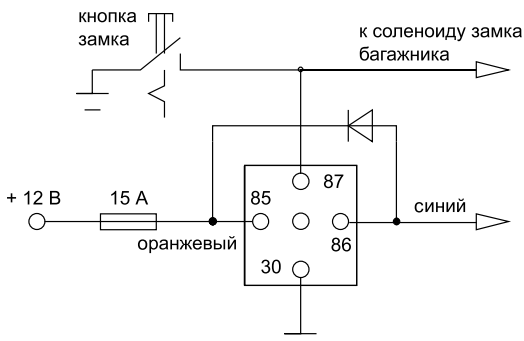 кнопка
замка
к соленоиду замка
багажника
87
+ 12 В
15 А
85
синий
оранжевый
86
30